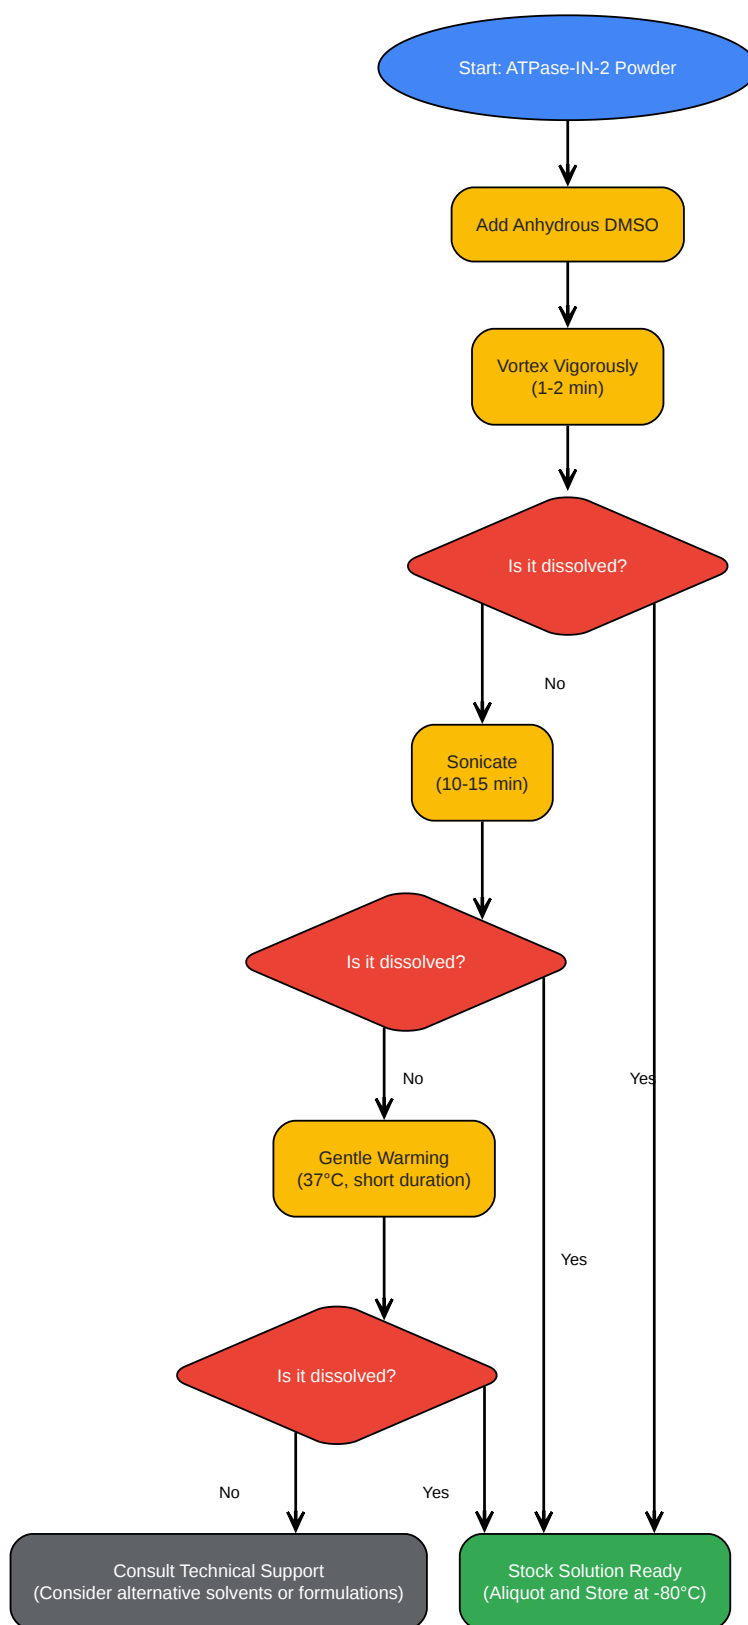 Start: ATPase-IN-2 Powder
Add Anhydrous DMSO
Vortex Vigorously
(1-2 min)
Is it dissolved?
No
Sonicate
(10-15 min)
Is it dissolved?
No
Yes
Gentle Warming
(37°C, short duration)
Yes
Is it dissolved?
No
Yes
Consult Technical Support
(Consider alternative solvents or formulations)
Stock Solution Ready
(Aliquot and Store at -80°C)